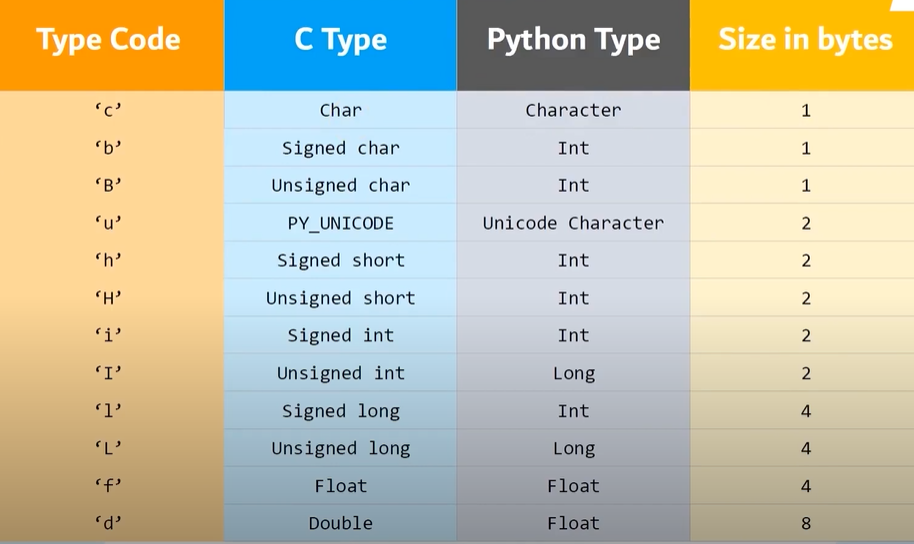 Type Code C Type Python Type Size in bytes
‘c’ Char Character 1
‘b’ Signed char Int 1
‘B’ Unsigned char Int 1
‘u’ PY_UNICODE Unicode Character 2
‘h’ Signed short Int 2
‘H’ Unsigned short Int 2
‘i’ Signed int Int 2
‘I’ Unsigned int Long 2
‘l’ Signed long Int 4
‘L’ Unsigned long Long 4
‘f’ Float Float 4
‘d’ Double Float 8